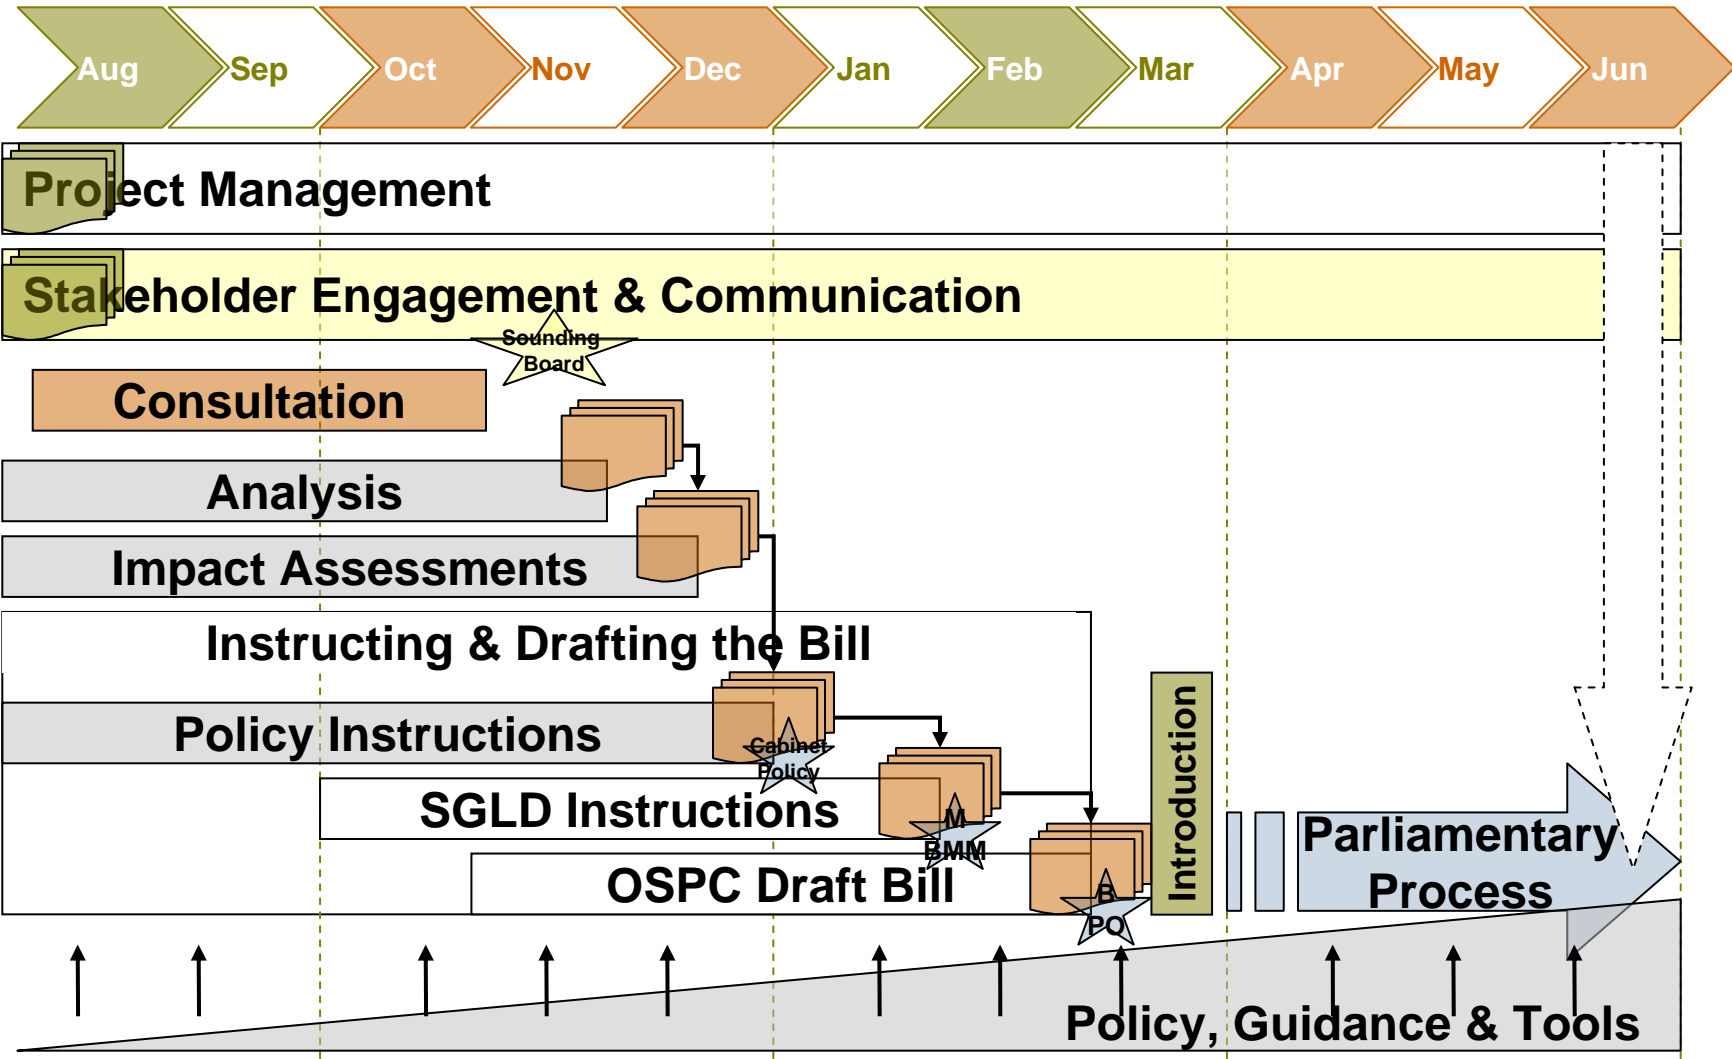 Aug Sep Oct Nov Dec Jan Feb Mar Apr May Jun
Project Management
Stakeholder Engagement & Communication
Sounding
Board
Consultation
Analysis
Impact Assessments
Instructing & Drafting the Bill
Policy Instructions
Cabinet
Policy
SGLD Instructions
M
BMM
OSPC Draft Bill
B
PO
Introduction
Parliamentary
Process
Policy, Guidance & Tools